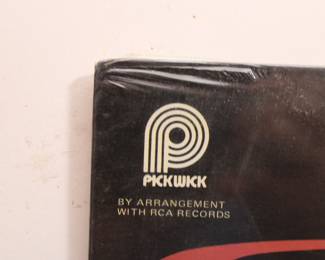 PICKWICK
BY ARRANGEMENT
WITH RCA RECORDS